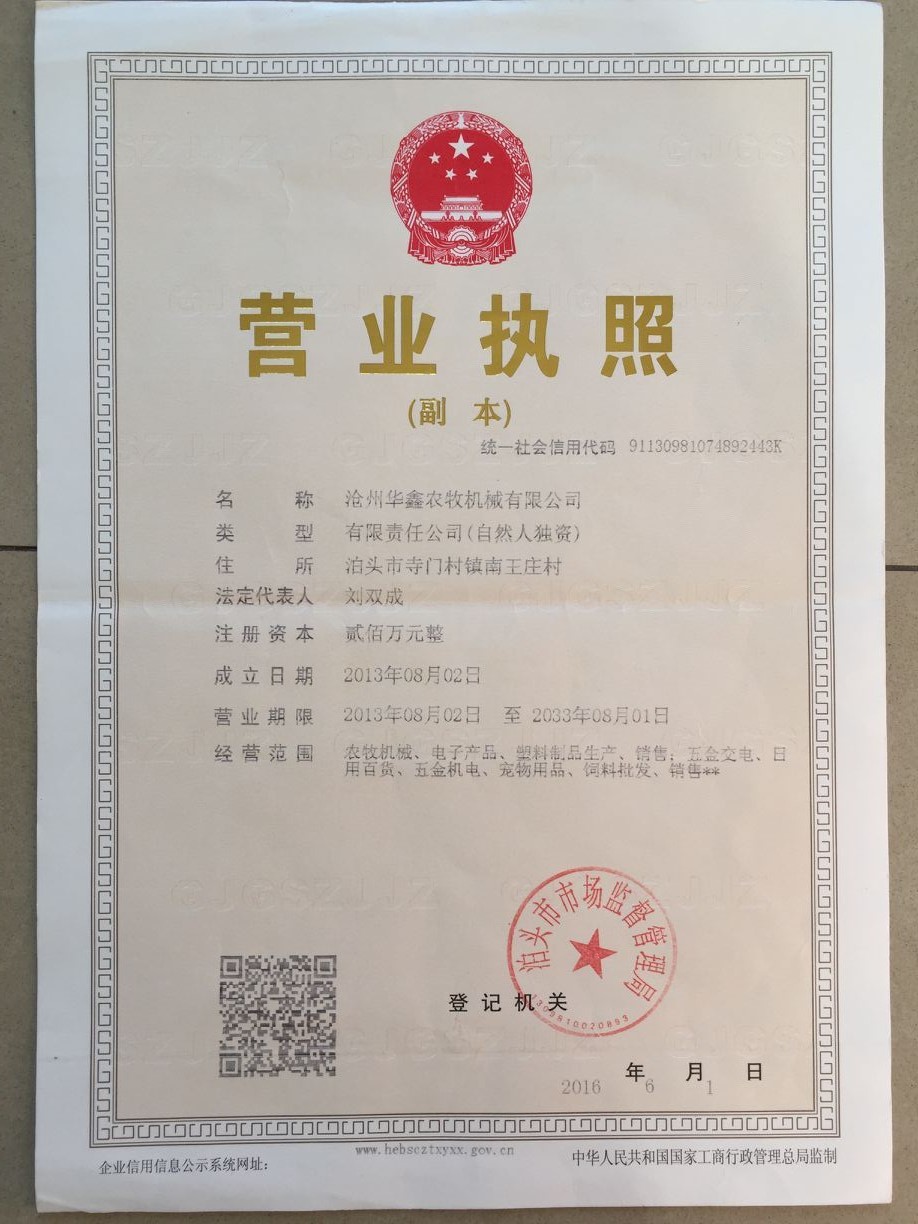 营业执照
(副 本)
统一社会信用代码 91130981074892443K
名 称 沧州华鑫农牧机械有限公司
类 型 有限责任公司(自然人独资)
住 所 泊头市寺门村镇南王庄村
法定代表人 刘双成
注册资本 贰佰万元整
成立日期 2013年08月02日
营业期限 2013年08月02日 至 2033年08月01日
经营范围 农牧机械、电子产品、塑料制品生产、销售;五金交电、日
用百货、五金机电、宠物用品、饲料批发、销售**
泊头市市场监督管理局
登记机关
1309810020893
2016年6月1日
企业信用信息公示系统网址: www.hebscztxyxx.gov.cn
中华人民共和国国家工商行政管理总局监制